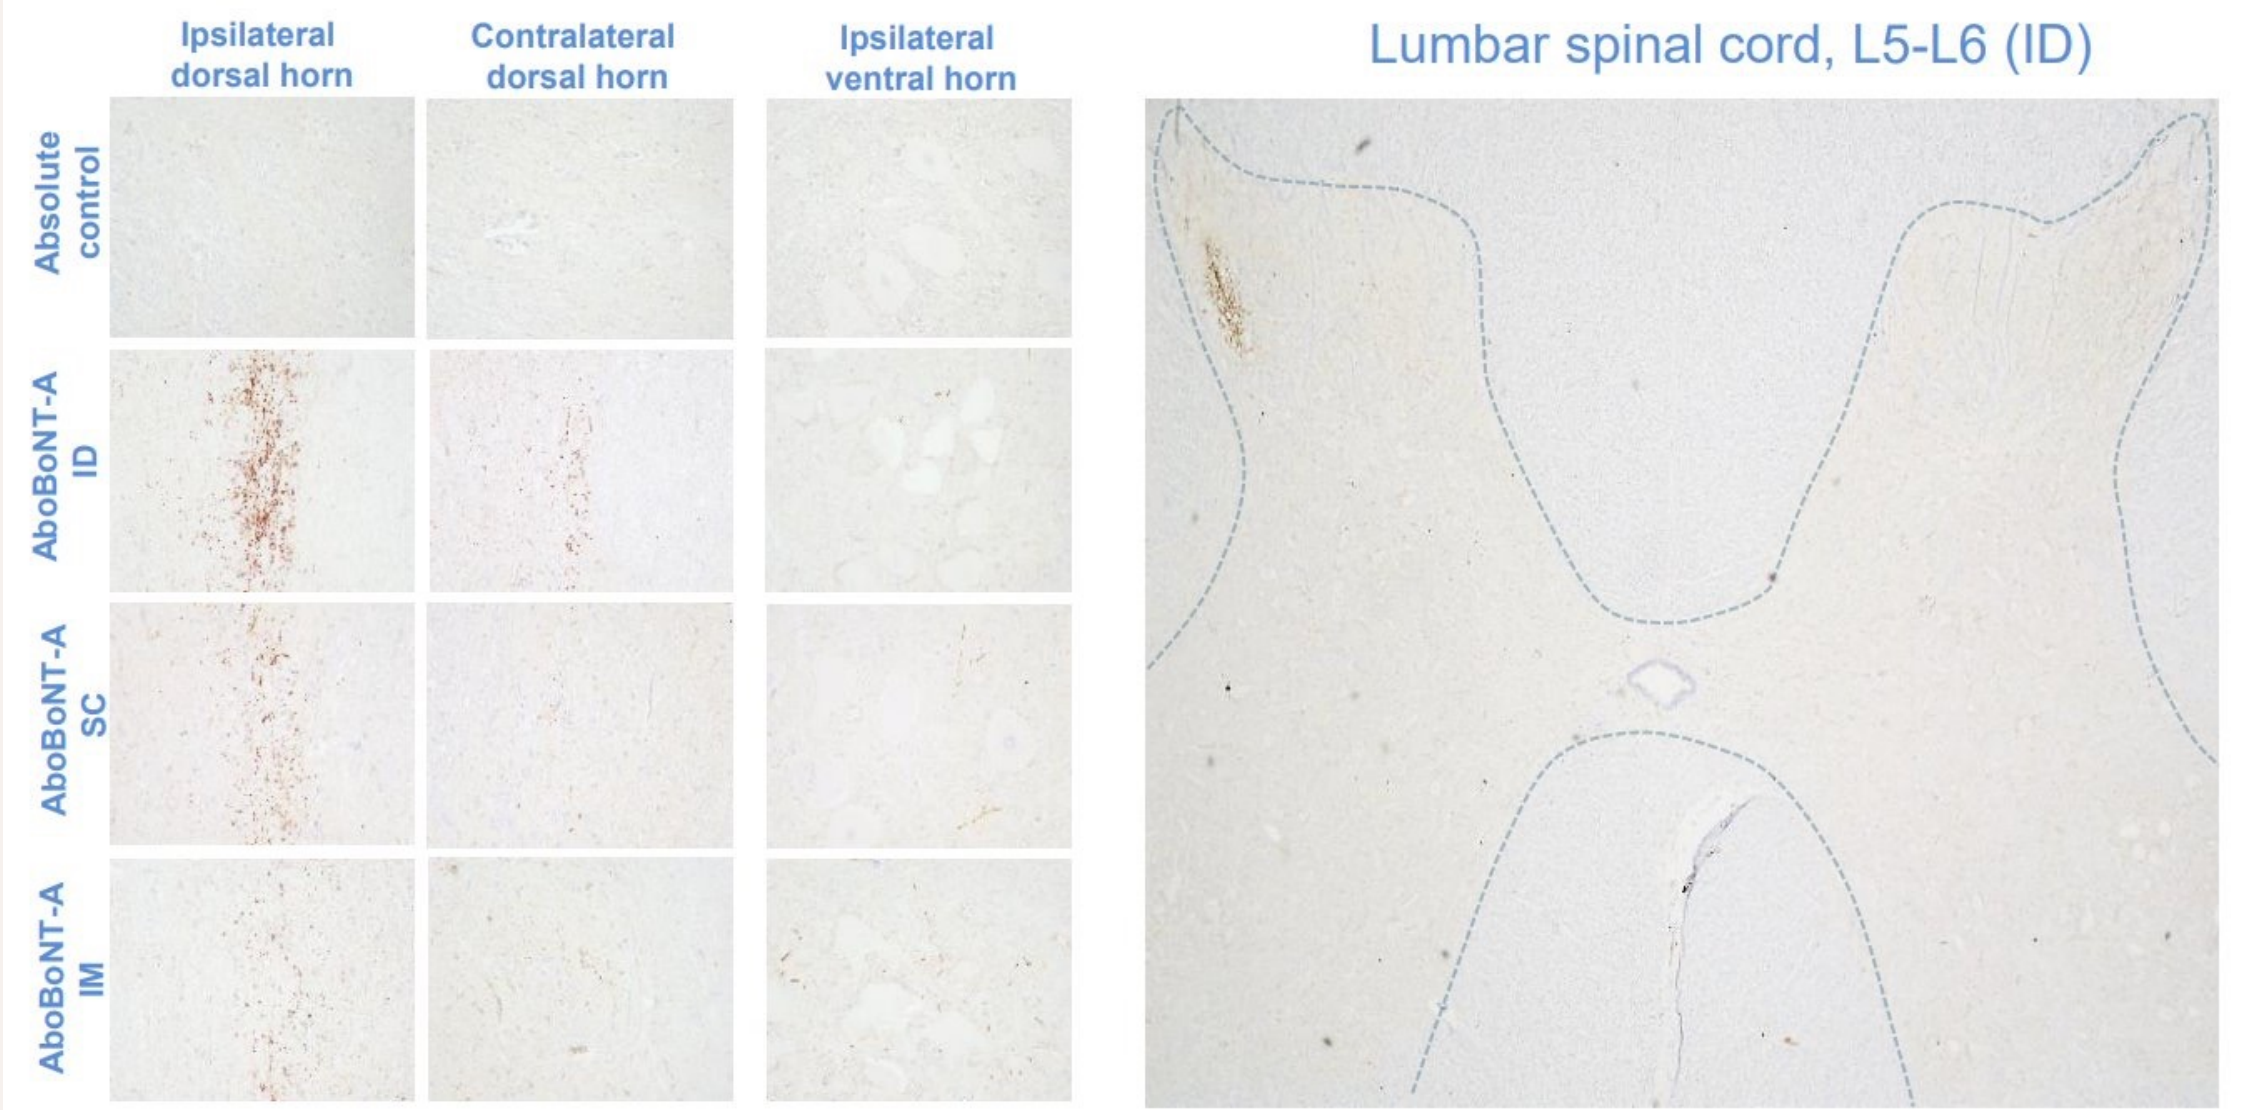 Ipsilateral
dorsal horn
Contralateral
dorsal horn
Ipsilateral
ventral horn
Lumbar spinal cord, L5-L6 (ID)
Absolute
control
AboBoNT-A
ID
AboBoNT-A
SC
AboBoNT-A
IM